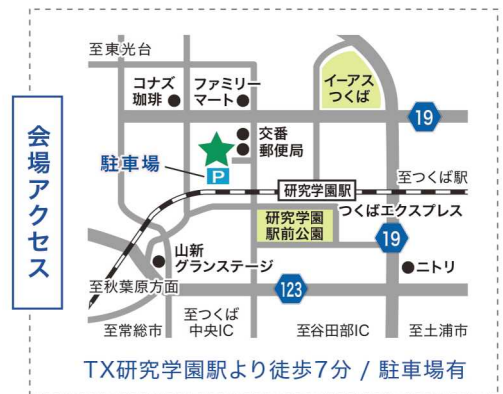 会場アクセス
至東光台
コナズ
珈琲
ファミリー
マート
イーアス
つくば
19
交番
郵便局
駐車場
P
至つくば駅
研究学園駅
つくばエクスプレス
研究学園
駅前公園
19
山新
グランステージ
ニトリ
至秋葉原方面
123
至つくば
中央IC
至常総市
至谷田部IC
至土浦市
TX研究学園駅より徒歩7分 / 駐車場有